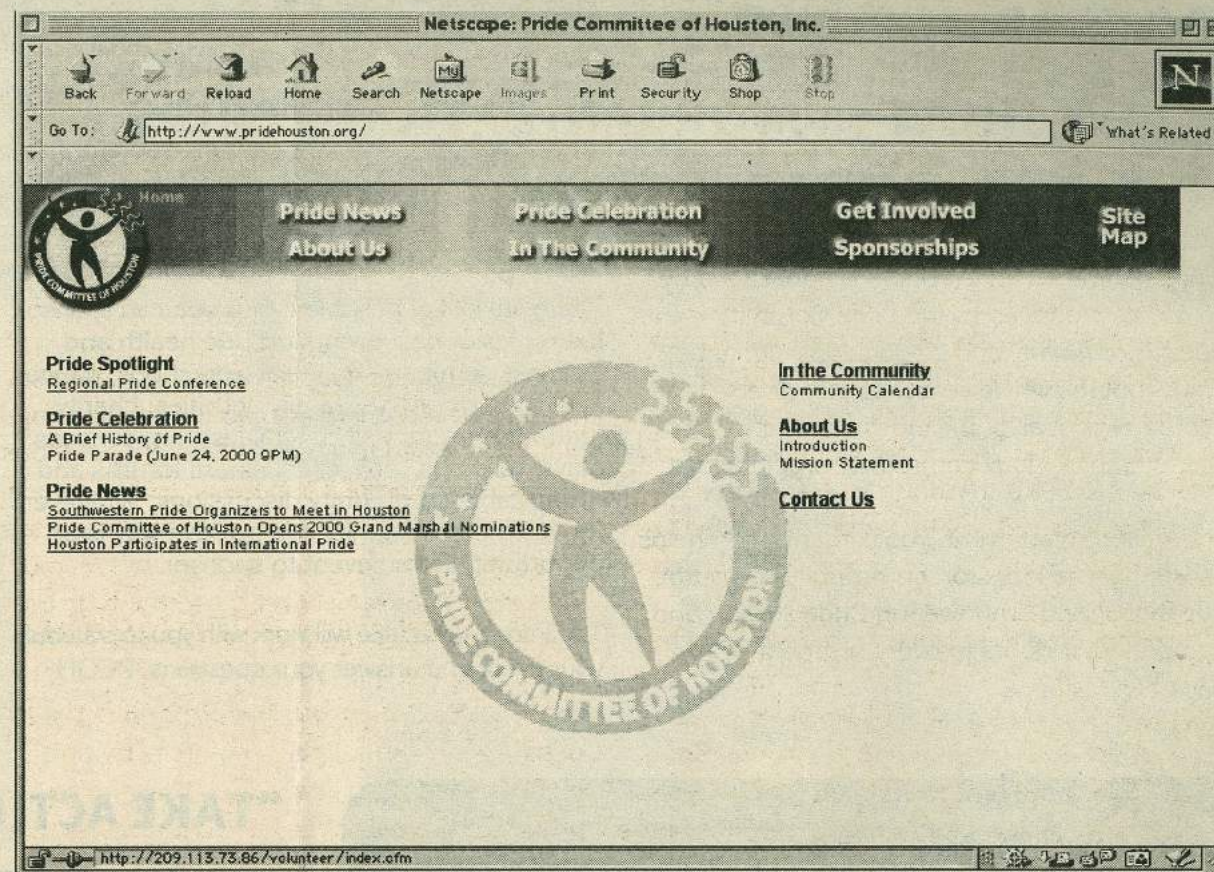 Netscape: Pride Committee of Houston, Inc.
Back Forward Reload Home Search Netscape Images Print Security Shop Stop
My
N
Go To: http://www.pridehouston.org/ What's Related
Home
Pride News Pride Celebration Get Involved Site Map
About Us In The Community Sponsorships
PRIDE COMMITTEE OF HOUSTON
Pride Spotlight
Regional Pride Conference
Pride Celebration
A Brief History of Pride
Pride Parade (June 24, 2000 9PM)
Pride News
Southwestern Pride Organizers to Meet in Houston
Pride Committee of Houston Opens 2000 Grand Marshal Nominations
Houston Participates in International Pride
In the Community
Community Calendar
About Us
Introduction
Mission Statement
Contact Us
PRIDE COMMITTEE OF HOUSTON
"TAKE ACT
http://209.113.73.86/volunteer/index.cfm